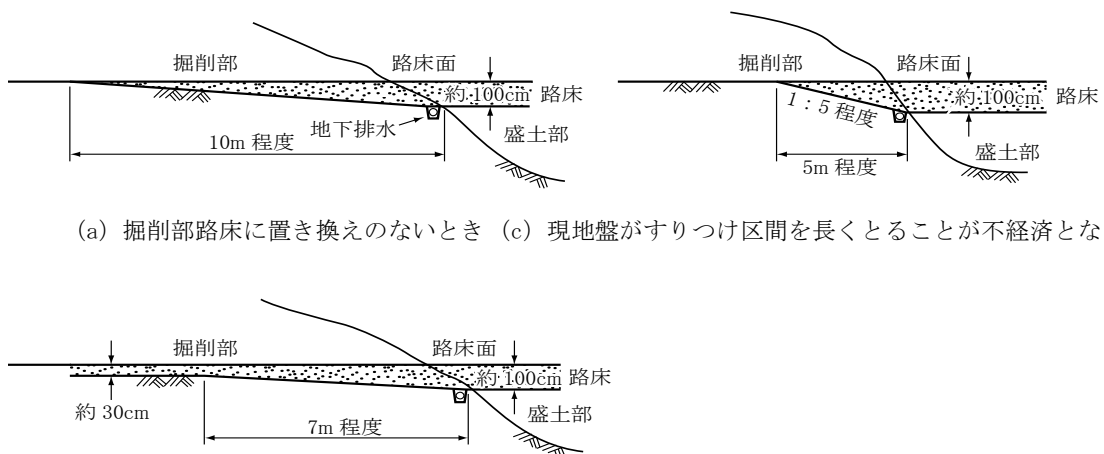 掘削部
路床面
約 100cm
路床
地下排水
盛土部
10m 程度
(a) 掘削部路床に置き換えのないとき
掘削部
路床面
約 100cm
路床
1：5 程度
盛土部
5m 程度
(c) 現地盤がすりつけ区間を長くとることが不経済とな
掘削部
路床面
約 100cm
路床
約 30cm
盛土部
7m 程度